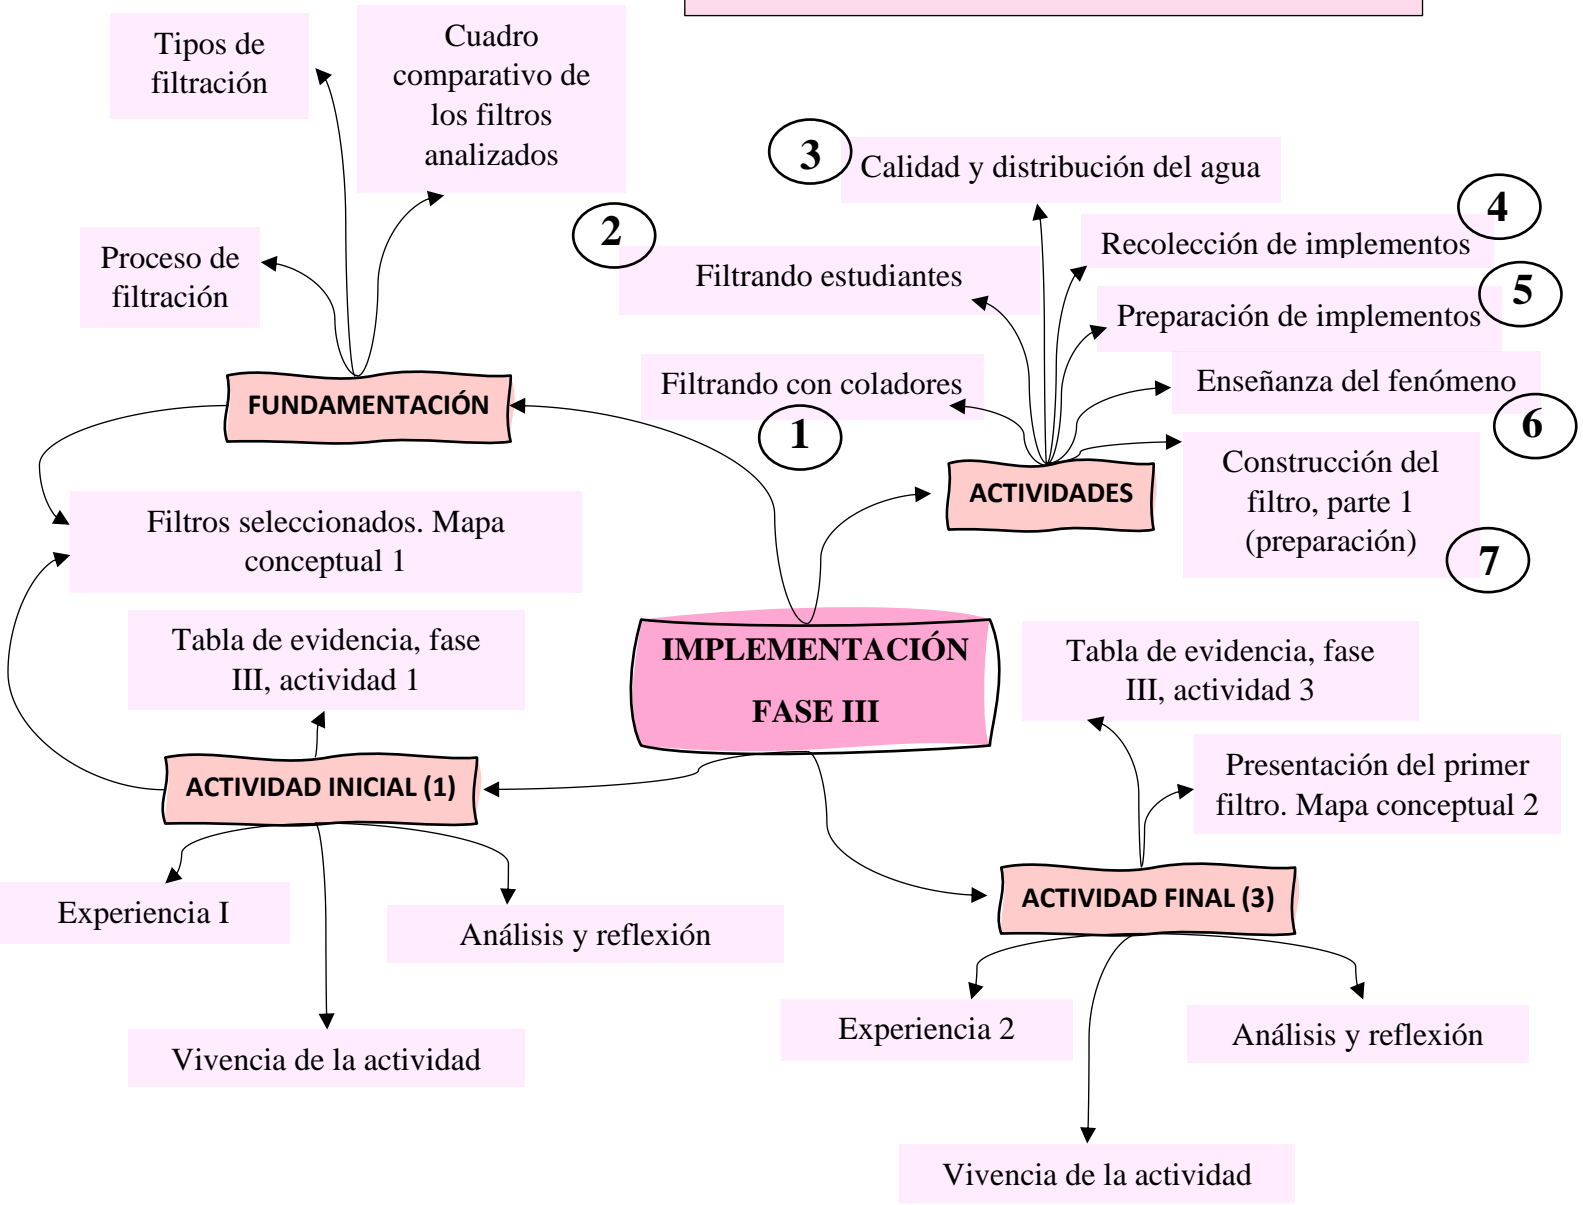 Tipos de
filtración
Cuadro
comparativo de
los filtros
analizados
Proceso de
filtración
FUNDAMENTACIÓN
Filtros seleccionados. Mapa
conceptual 1
3
Calidad y distribución del agua
4
Recolección de implementos
2
Filtrando estudiantes
5
Preparación de implementos
Filtrando con coladores
1
Enseñanza del fenómeno
6
Construcción del
filtro, parte 1
(preparación)
7
ACTIVIDADES
IMPLEMENTACIÓN
FASE III
Tabla de evidencia, fase
III, actividad 1
ACTIVIDAD INICIAL (1)
Experiencia I
Análisis y reflexión
Vivencia de la actividad
Tabla de evidencia, fase
III, actividad 3
Presentación del primer
filtro. Mapa conceptual 2
ACTIVIDAD FINAL (3)
Experiencia 2
Análisis y reflexión
Vivencia de la actividad